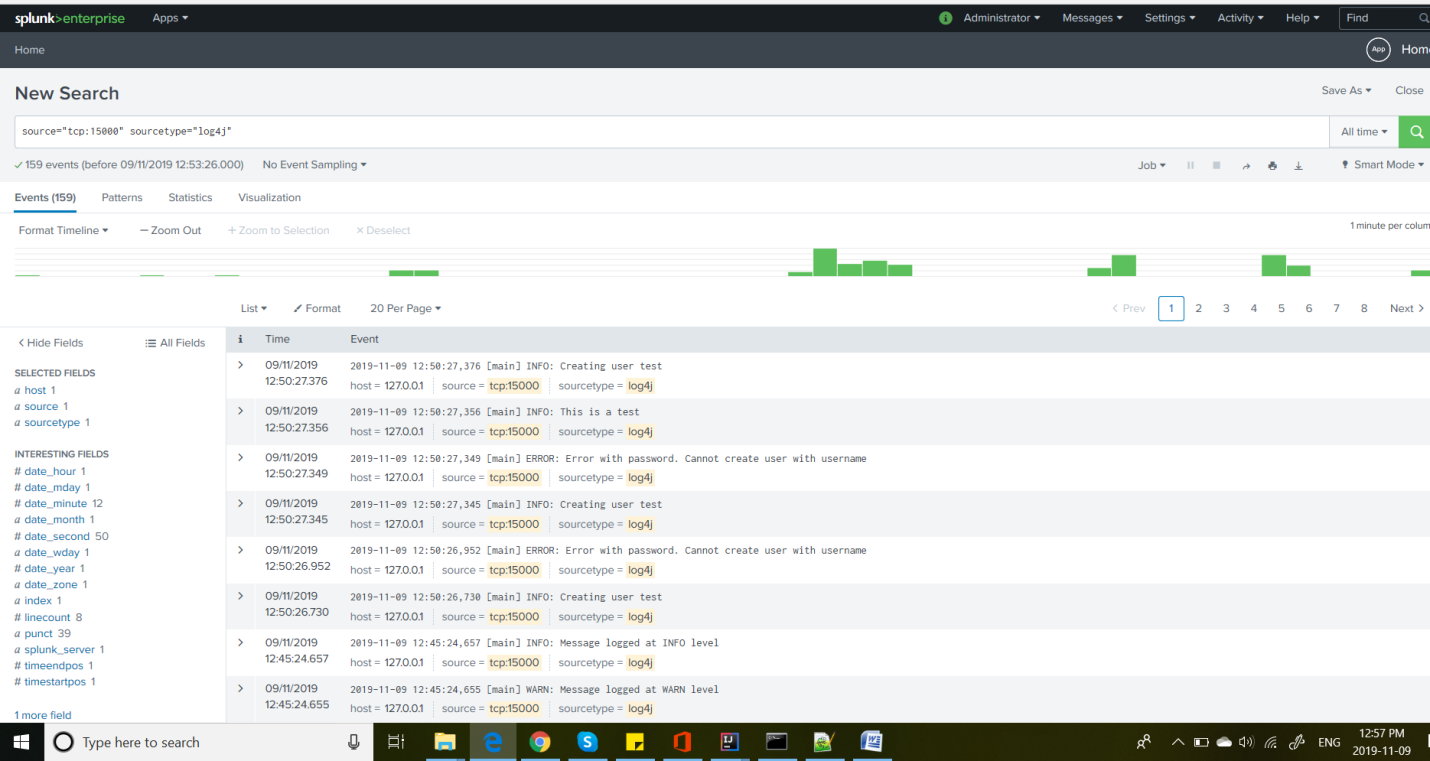 splunk>enterprise Apps Administrator Messages Settings Activity Help Find
Home App Home
New Search Save As Close
source="tcp:15000" sourcetype="log4j" All time
159 events (before 09/11/2019 12:53:26.000) No Event Sampling Job Smart Mode
Events (159) Patterns Statistics Visualization
Format Timeline — Zoom Out + Zoom to Selection × Deselect 1 minute per colum
List Format 20 Per Page < Prev 1 2 3 4 5 6 7 8 Next >
< Hide Fields All Fields
SELECTED FIELDS
a host 1
a source 1
a sourcetype 1
INTERESTING FIELDS
# date_hour 1
# date_mday 1
# date_minute 12
a date_month 1
# date_second 50
a date_wday 1
# date_year 1
a date_zone 1
a index 1
# linecount 8
a punct 39
a splunk_server 1
# timeendpos 1
# timestartpos 1
1 more field
i Time Event
> 09/11/2019 2019-11-09 12:50:27,376 [main] INFO: Creating user test
12:50:27.376 host = 127.0.0.1 source = tcp:15000 sourcetype = log4j
> 09/11/2019 2019-11-09 12:50:27,356 [main] INFO: This is a test
12:50:27.356 host = 127.0.0.1 source = tcp:15000 sourcetype = log4j
> 09/11/2019 2019-11-09 12:50:27,349 [main] ERROR: Error with password. Cannot create user with username
12:50:27.349 host = 127.0.0.1 source = tcp:15000 sourcetype = log4j
> 09/11/2019 2019-11-09 12:50:27,345 [main] INFO: Creating user test
12:50:27.345 host = 127.0.0.1 source = tcp:15000 sourcetype = log4j
> 09/11/2019 2019-11-09 12:50:26,952 [main] ERROR: Error with password. Cannot create user with username
12:50:26.952 host = 127.0.0.1 source = tcp:15000 sourcetype = log4j
> 09/11/2019 2019-11-09 12:50:26,730 [main] INFO: Creating user test
12:50:26.730 host = 127.0.0.1 source = tcp:15000 sourcetype = log4j
> 09/11/2019 2019-11-09 12:45:24,657 [main] INFO: Message logged at INFO level
12:45:24.657 host = 127.0.0.1 source = tcp:15000 sourcetype = log4j
> 09/11/2019 2019-11-09 12:45:24,655 [main] WARN: Message logged at WARN level
12:45:24.655 host = 127.0.0.1 source = tcp:15000 sourcetype = log4j
Type here to search ENG 12:57 PM
2019-11-09